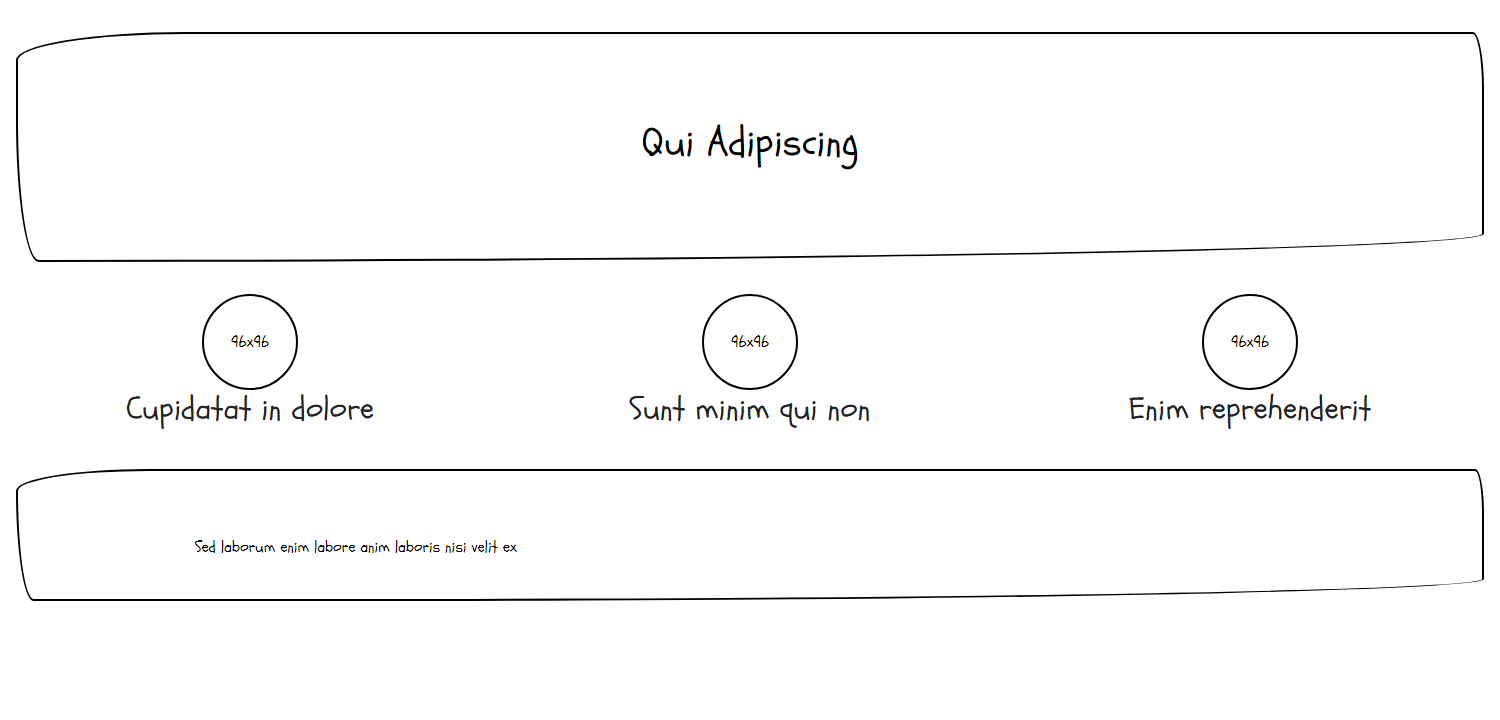 Qui Adipiscing
96x96
96x96
96x96
Cupidatat in dolore
Sunt minim qui non
Enim reprehenderit
Sed laborum enim labore anim laboris nisi velit ex